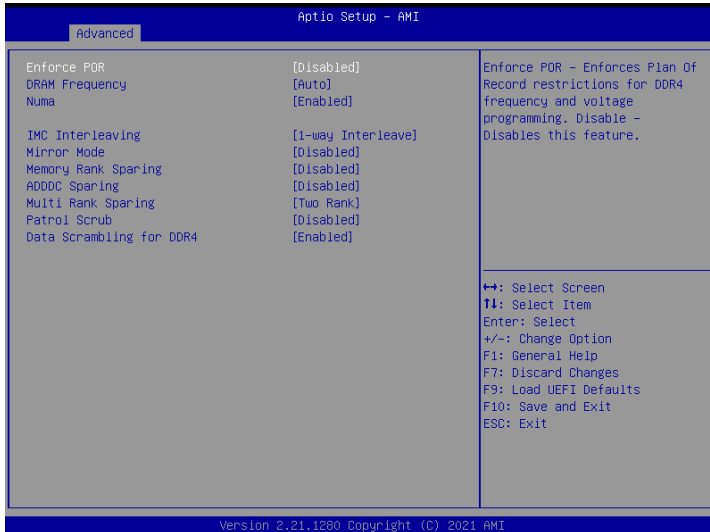 Aptio Setup – AMI
Advanced
Enforce POR [Disabled]
DRAM Frequency [Auto]
Numa [Enabled]
IMC Interleaving [1-way Interleave]
Mirror Mode [Disabled]
Memory Rank Sparing [Disabled]
ADDDC Sparing [Disabled]
Multi Rank Sparing [Two Rank]
Patrol Scrub [Disabled]
Data Scrambling for DDR4 [Enabled]
Enforce POR - Enforces Plan Of
Record restrictions for DDR4
frequency and voltage
programming. Disable -
Disables this feature.
↔: Select Screen
↑↓: Select Item
Enter: Select
+/-: Change Option
F1: General Help
F7: Discard Changes
F9: Load UEFI Defaults
F10: Save and Exit
ESC: Exit
Version 2.21.1280 Copyright (C) 2021 AMI